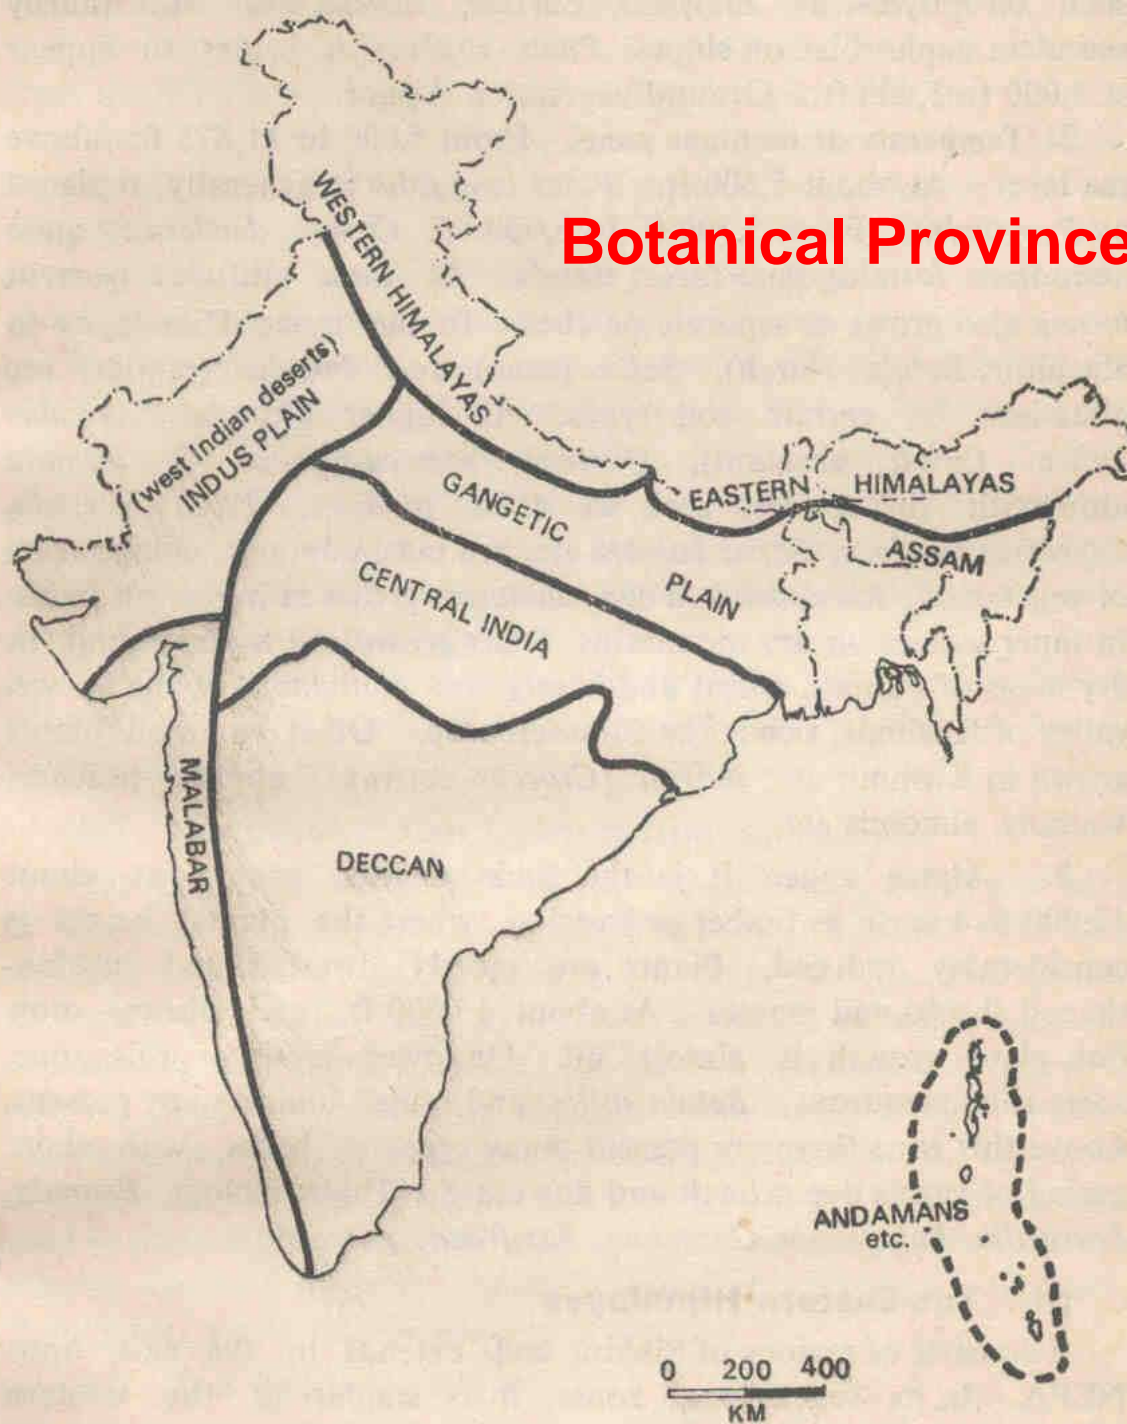 Botanical Province
WESTERN HIMALAYAS
(west Indian deserts)
INDUS PLAIN
GANGETIC
PLAIN
EASTERN HIMALAYAS
ASSAM
CENTRAL INDIA
MALABAR
DECCAN
ANDAMANS
etc.
0 200 400
KM